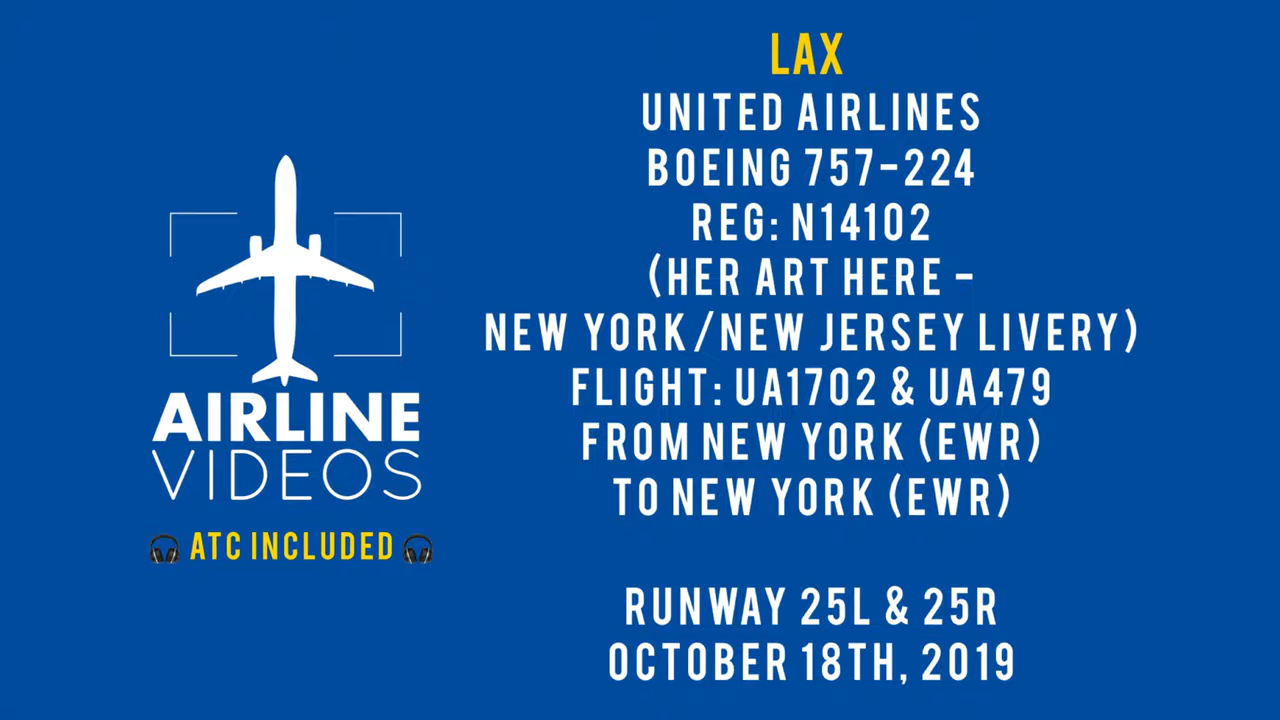 LAX
UNITED AIRLINES
BOEING 757-224
REG: N14102
(HER ART HERE -
NEW YORK/NEW JERSEY LIVERY)
FLIGHT: UA1702 & UA479
FROM NEW YORK (EWR)
TO NEW YORK (EWR)
RUNWAY 25L & 25R
OCTOBER 18TH, 2019
AIRLINE
VIDEOS
ATC INCLUDED